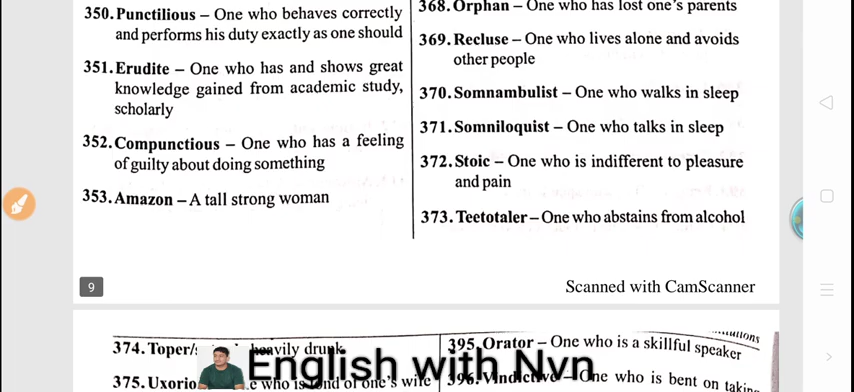 350. Punctilious – One who behaves correctly
and performs his duty exactly as one should
351. Erudite – One who has and shows great
knowledge gained from academic study,
scholarly
352. Compunctious – One who has a feeling
of guilty about doing something
353. Amazon – A tall strong woman
368. Orphan – One who has lost one's parents
369. Recluse – One who lives alone and avoids
other people
370. Somnambulist – One who walks in sleep
371. Somniloquist – One who talks in sleep
372. Stoic – One who is indifferent to pleasure
and pain
373. Teetotaler – One who abstains from alcohol
9
Scanned with CamScanner
374. Toper/ heavily drunk
375. Uxorio who is fond of one's wife
395. Orator – One who is a skillful speaker
396. Vindictive – One who is bent on taking
English with Nvn